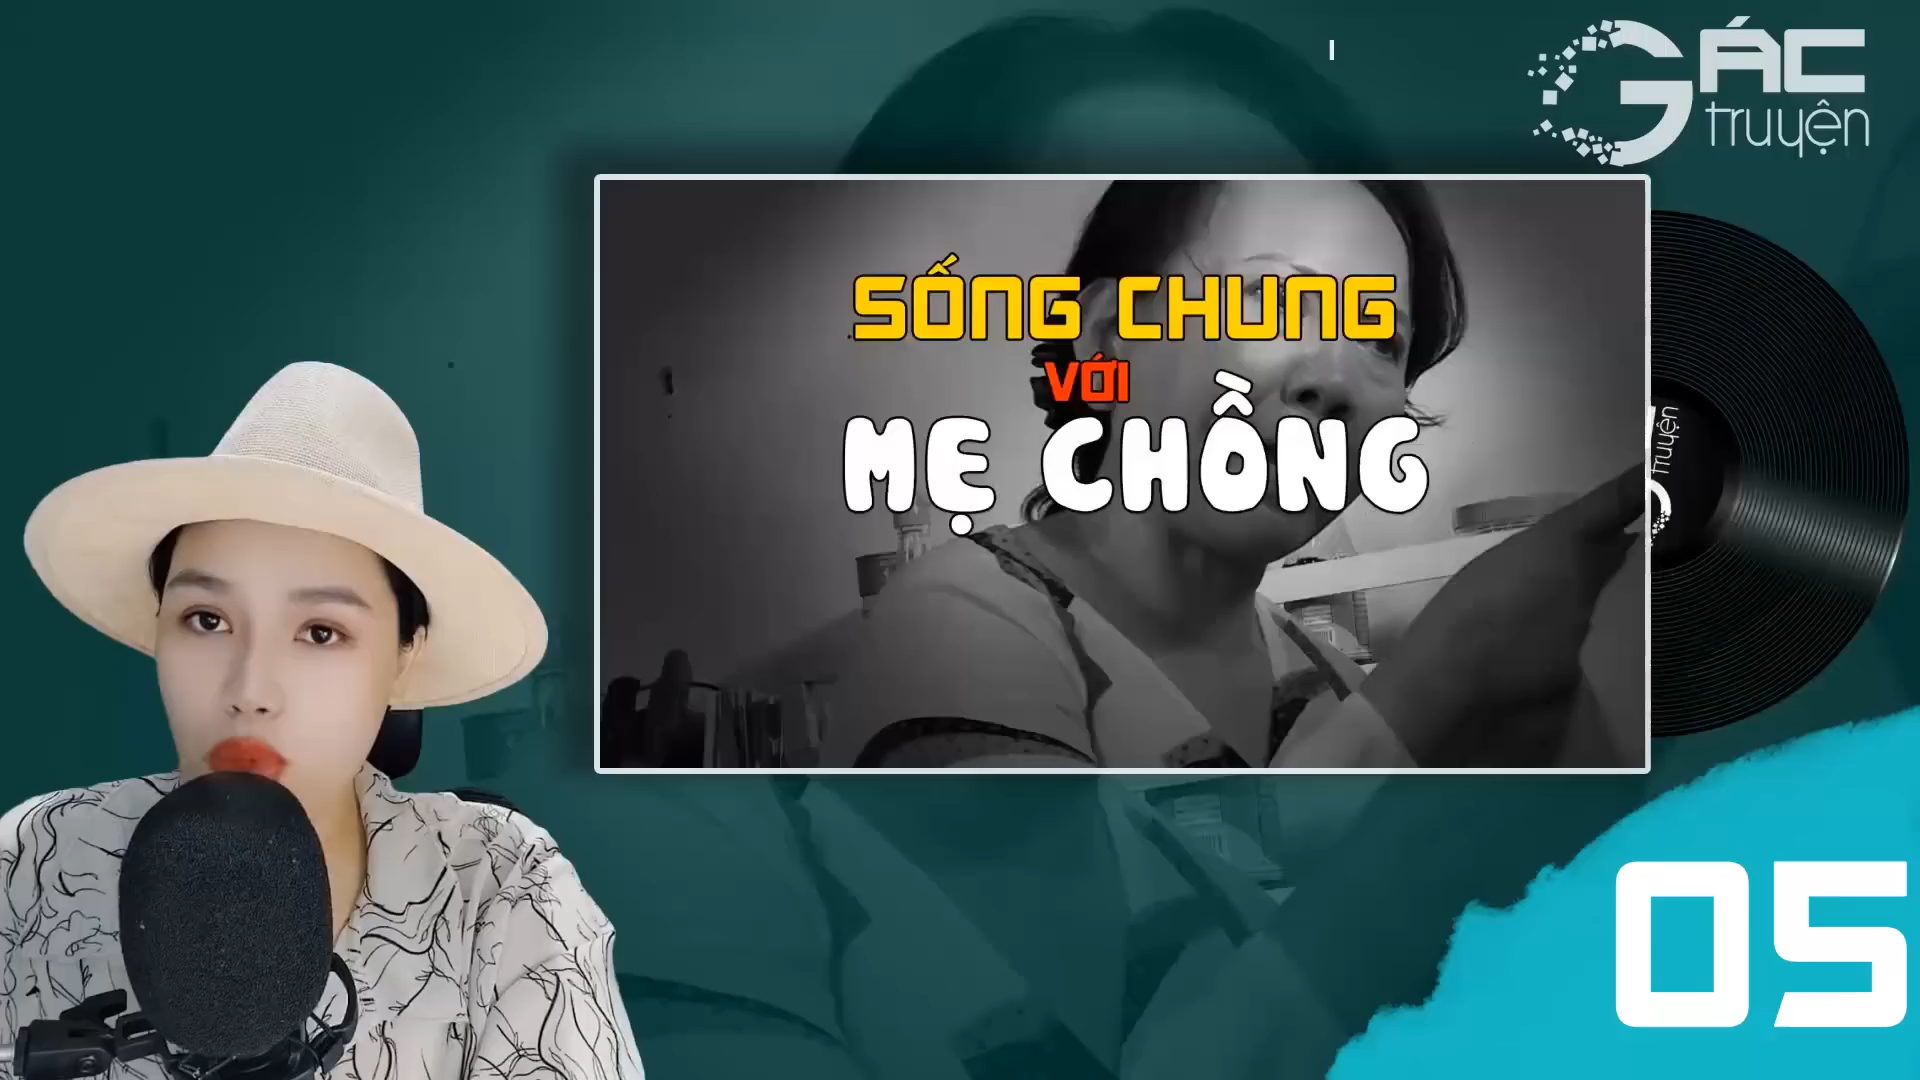 GÁC
truyện
SỐNG CHUNG
VỚI
MẸ CHỒNG
truyện
05